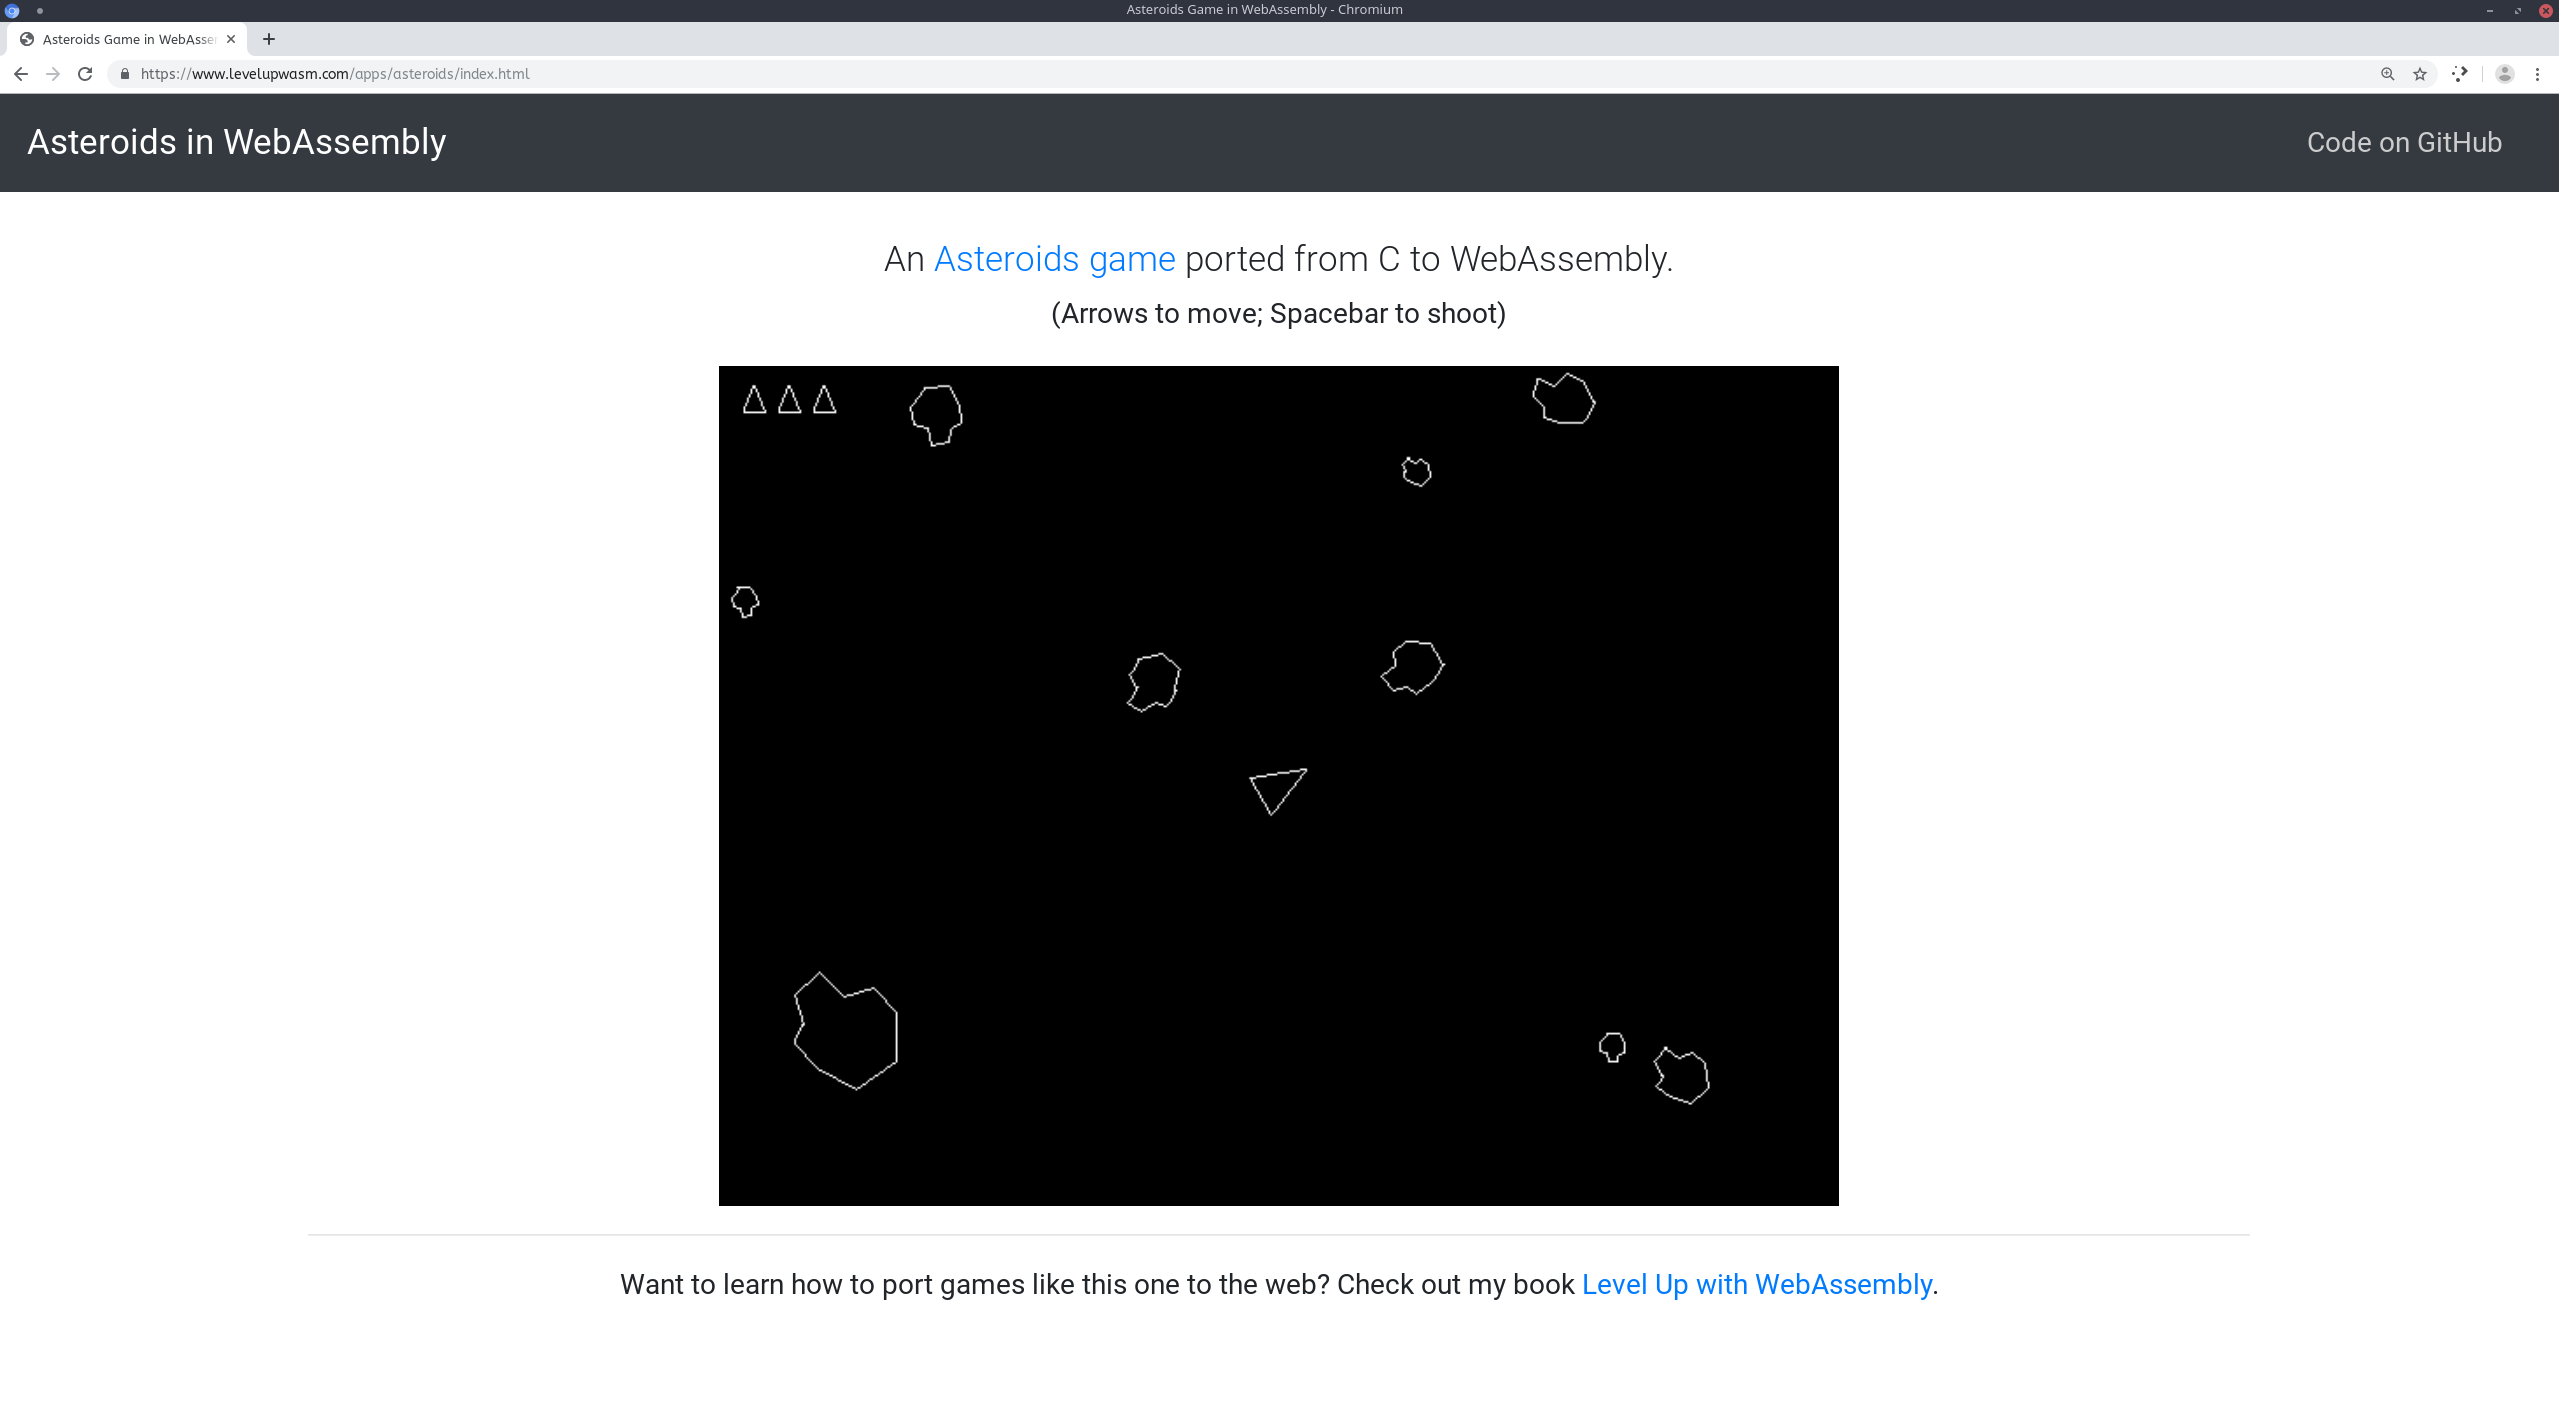 Asteroids Game in WebAssembly - Chromium
Asteroids Game in WebAsse
https://www.levelupwasm.com/apps/asteroids/index.html
Asteroids in WebAssembly
Code on GitHub
An Asteroids game ported from C to WebAssembly.
(Arrows to move; Spacebar to shoot)
Want to learn how to port games like this one to the web? Check out my book Level Up with WebAssembly.